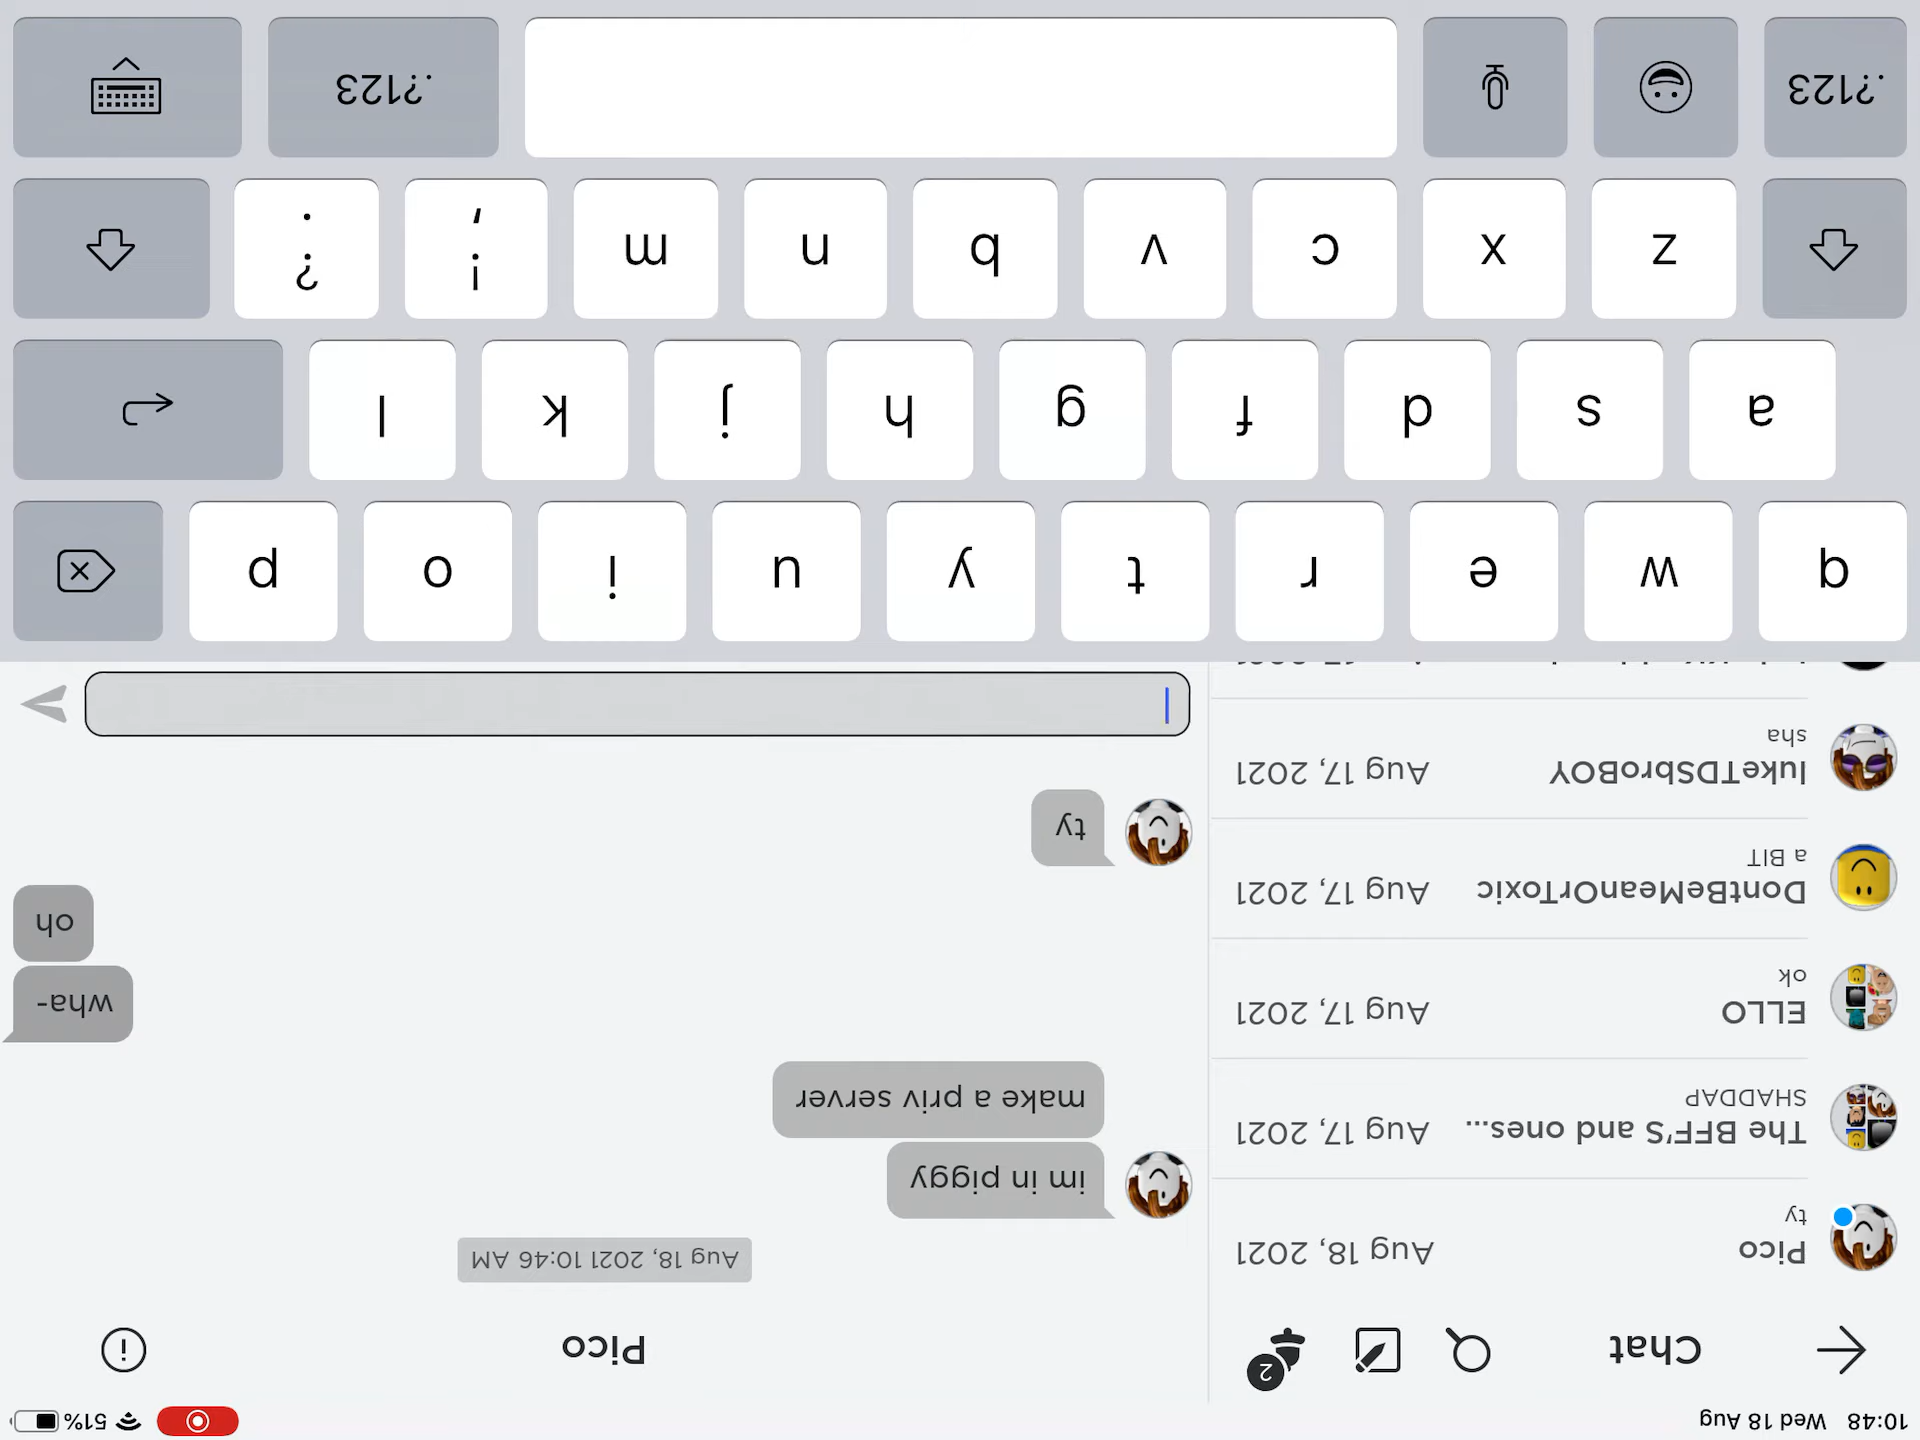 10:48 Wed 18 Aug
51%
Chat
2
Pico
Pico
Aug 18, 2021
ty
The BFF'S and ones...
Aug 17, 2021
SHADDAP
ELLO
Aug 17, 2021
ok
DontBeMeanOrToxic
Aug 17, 2021
a BIT
lukeTDSbroBOY
Aug 17, 2021
sha
Aug 18, 2021 10:46 AM
im in piggy
make a priv server
wha-
oh
ty
q w e r t y u i o p
a s d f g h j k l
z x c v b n m ! , ? .
.?123
.?123